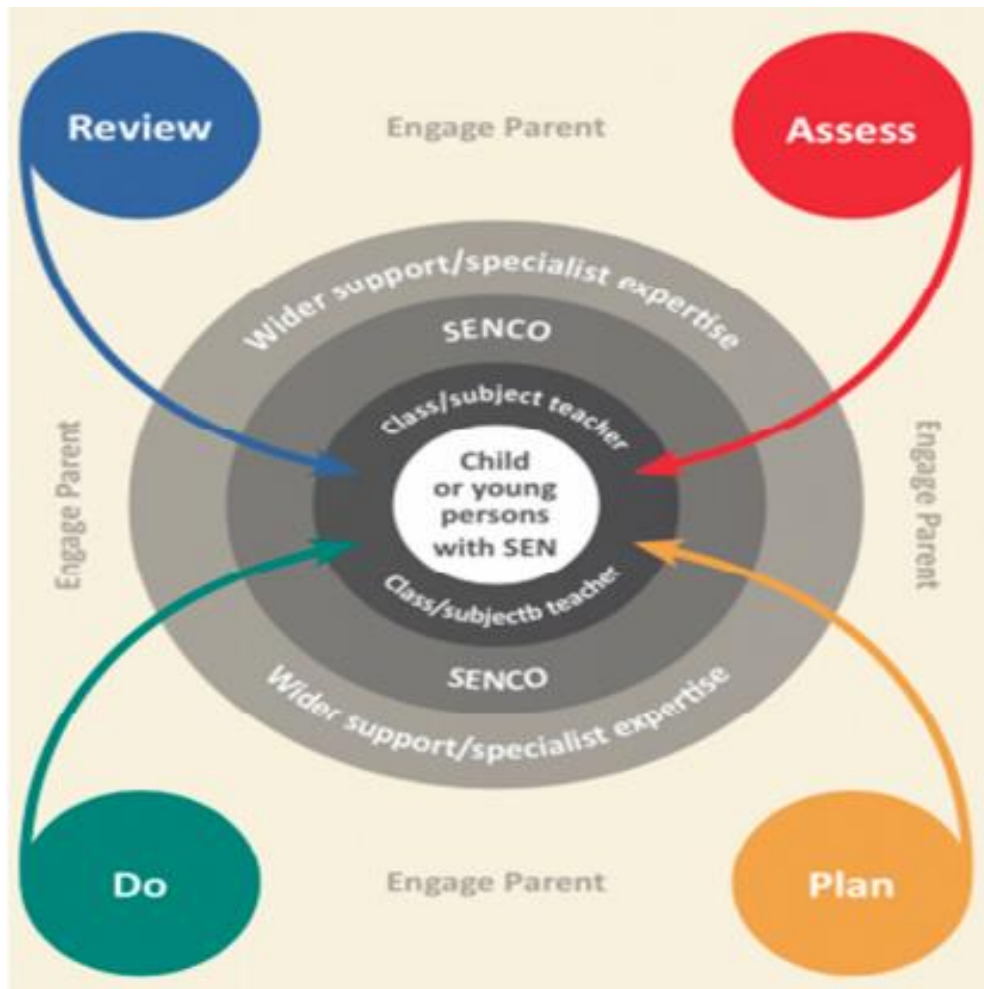 Review
Engage Parent
Assess
Wider support/specialist expertise
SENCO
Class/subject teacher
Engage Parent
Child
or young
persons
with SEN
Engage Parent
Class/subjectb teacher
SENCO
Wider support/specialist expertise
Do
Engage Parent
Plan